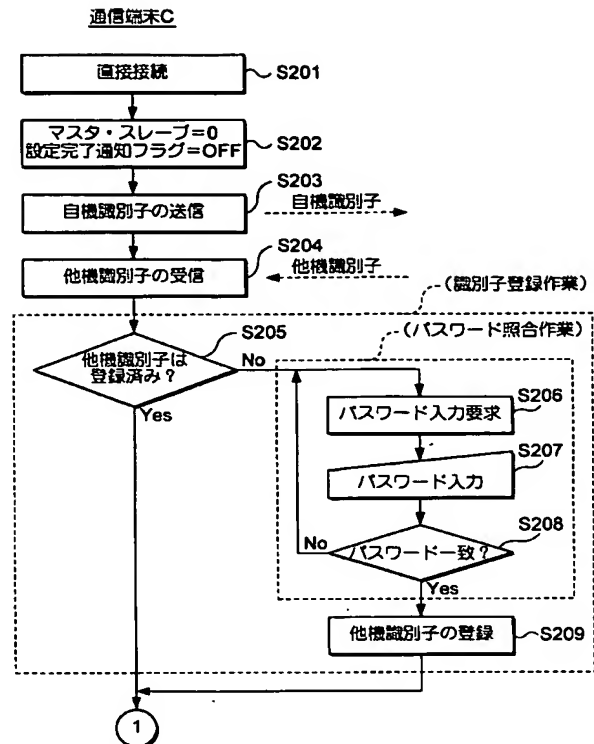 通信端末C
直接接続
S201
マスタ・スレーブ=0
設定完了通知フラグ=OFF
S202
S203
自機識別子の送信
自機識別子
S204
他機識別子の受信
他機識別子
(識別子登録作業)
S205
(パスワード照合作業)
他機識別子は
登録済み?
No
Yes
S206
パスワード入力要求
S207
パスワード入力
S208
No
パスワード一致?
Yes
他機識別子の登録
S209
1